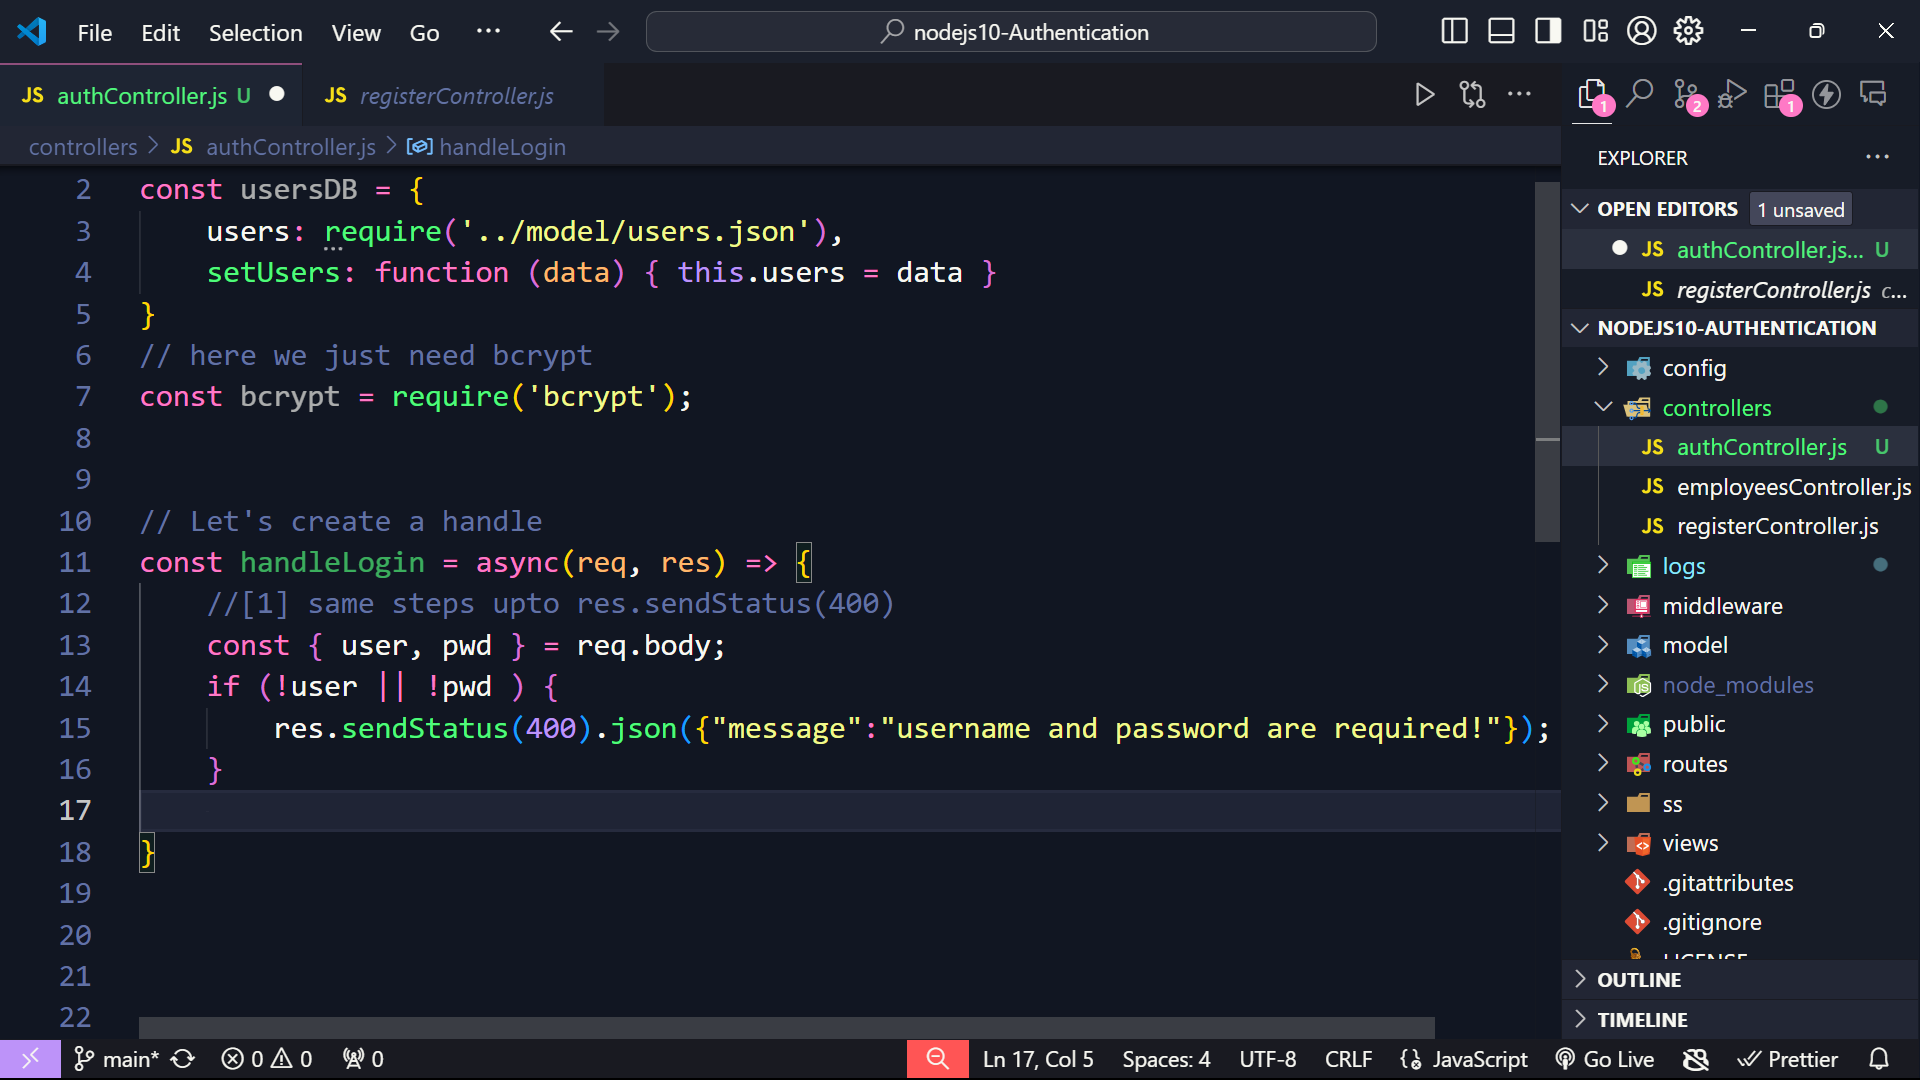 File Edit Selection View Go ··· nodejs10-Authentication
JS authController.js U JS registerController.js
controllers > JS authController.js > handleLogin
2 const usersDB = {
3 users: require('../model/users.json'),
4 setUsers: function (data) { this.users = data }
5 }
6 // here we just need bcrypt
7 const bcrypt = require('bcrypt');
8
9
10 // Let's create a handle
11 const handleLogin = async(req, res) => {
12 //[1] same steps upto res.sendStatus(400)
13 const { user, pwd } = req.body;
14 if (!user || !pwd ) {
15 res.sendStatus(400).json({"message":"username and password are required!"});
16 }
17
18 }
19
20
21
22
1 2 1
EXPLORER ···
OPEN EDITORS 1 unsaved
JS authController.js... U
JS registerController.js c...
NODEJS10-AUTHENTICATION
config
controllers
JS authController.js U
JS employeesController.js
JS registerController.js
logs
middleware
model
node_modules
public
routes
ss
views
.gitattributes
.gitignore
LICENSE
OUTLINE
TIMELINE
main* 0 0 0 Ln 17, Col 5 Spaces: 4 UTF-8 CRLF {} JavaScript Go Live Prettier